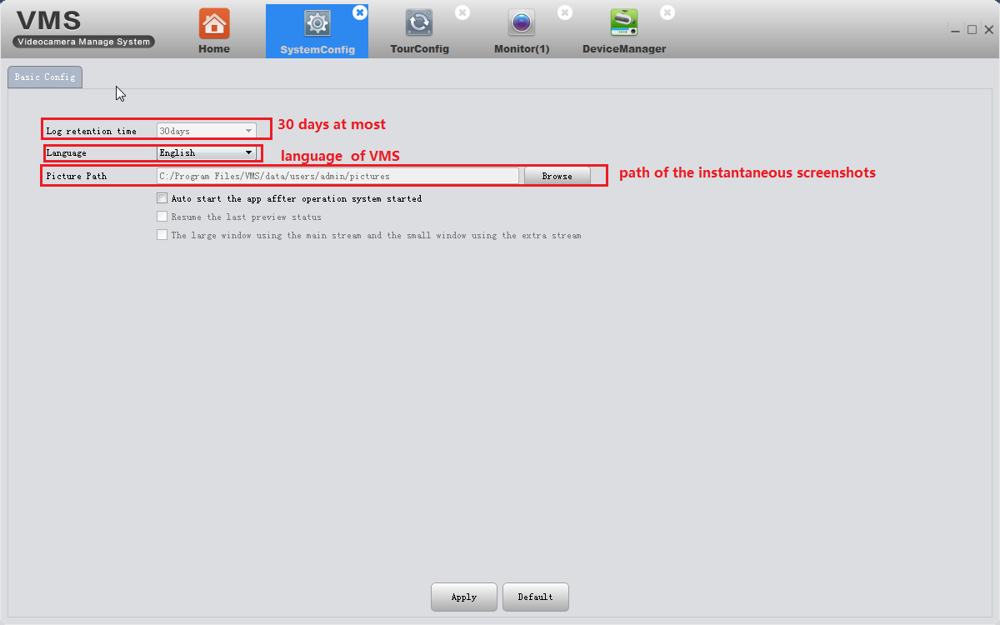 VMS
Videocamera Manage System
Home
SystemConfig
TourConfig
Monitor(1)
DeviceManager
Basic Config
Log retention time 30days 30 days at most
Language English language of VMS
Picture Path C:/Program Files/VMS/data/users/admin/pictures Browse path of the instantaneous screenshots
Auto start the app affter operation system started
Resume the last preview status
The large window using the main stream and the small window using the extra stream
Apply Default